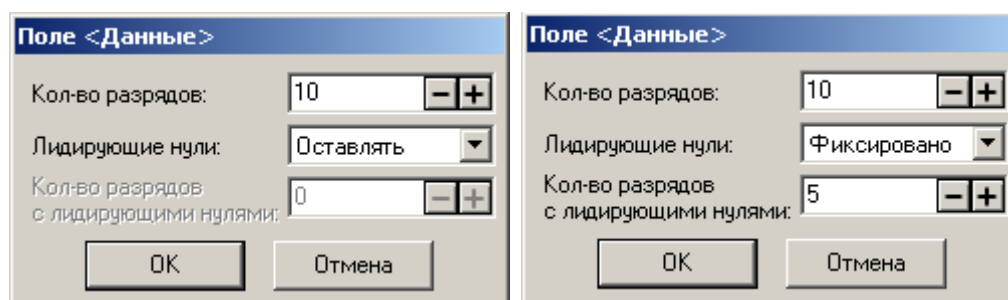 Поле <Данные>
Кол-во разрядов: 10
Лидирующие нули: Оставлять
Кол-во разрядов
с лидирующими нулями: 0
OK Отмена
Поле <Данные>
Кол-во разрядов: 10
Лидирующие нули: Фиксировано
Кол-во разрядов
с лидирующими нулями: 5
OK Отмена